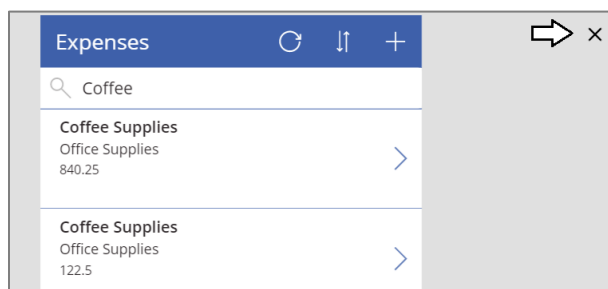 Expenses
Coffee
Coffee Supplies
Office Supplies
840.25
Coffee Supplies
Office Supplies
122.5